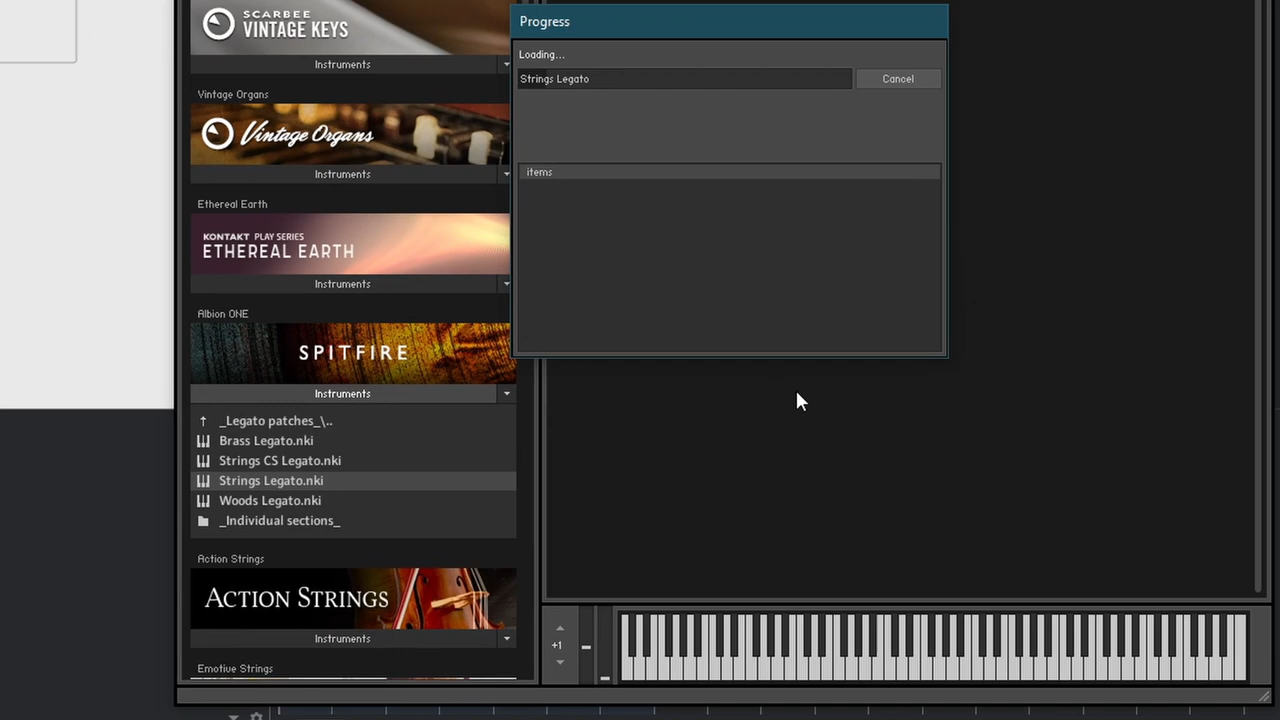 SCARBEE
VINTAGE KEYS
Instruments
Vintage Organs
Vintage Organs
Instruments
Ethereal Earth
KONTAKT PLAY SERIES
ETHEREAL EARTH
Instruments
Albion ONE
SPITFIRE
Instruments
_Legato patches_\..
Brass Legato.nki
Strings CS Legato.nki
Strings Legato.nki
Woods Legato.nki
_Individual sections_
Action Strings
ACTION STRINGS
Instruments
Emotive Strings
Progress
Loading...
Strings Legato
Cancel
items
+1